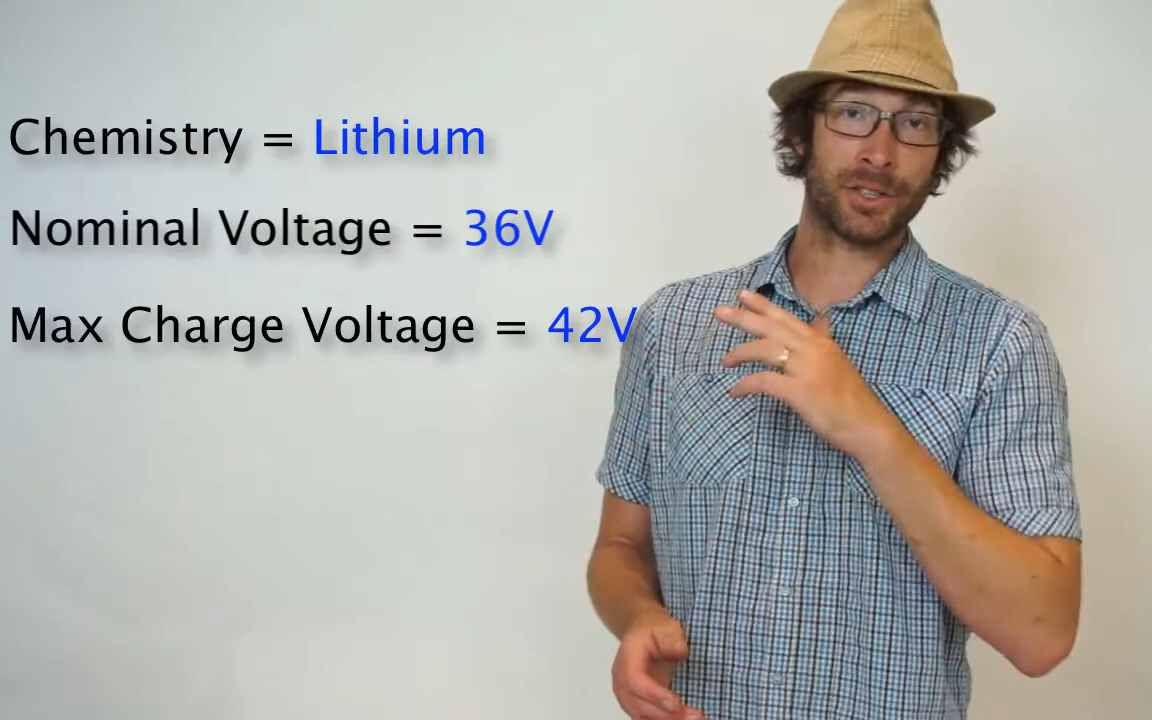 Chemistry = Lithium
Nominal Voltage = 36V
Max Charge Voltage = 42V